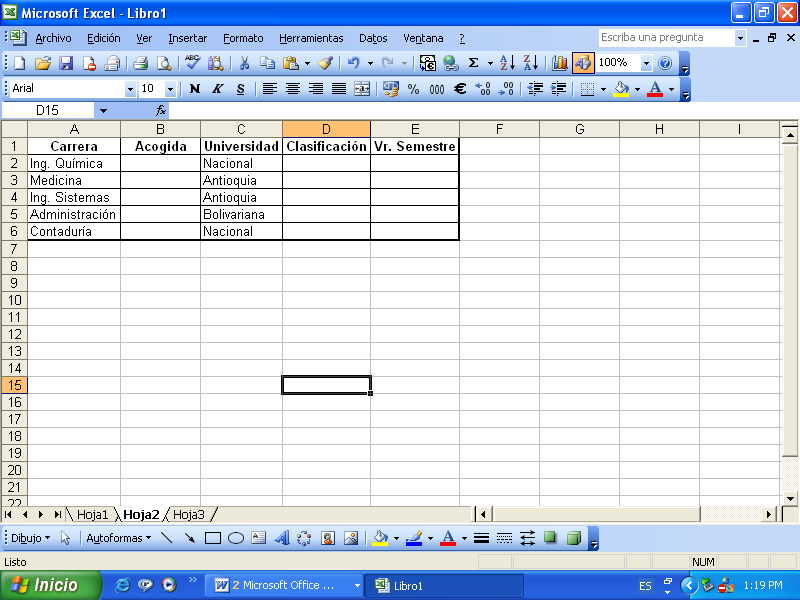 Microsoft Excel - Libro1
Archivo Edición Ver Insertar Formato Herramientas Datos Ventana ? Escriba una pregunta
100%
Arial 10 N K S % 000 €
D15 fx
A B C D E F G H I
1 Carrera Acogida Universidad Clasificación Vr. Semestre
2 Ing. Química Nacional
3 Medicina Antioquia
4 Ing. Sistemas Antioquia
5 Administración Bolivariana
6 Contaduría Nacional
7
8
9
10
11
12
13
14
15
16
17
18
19
20
21
22
Hoja1 Hoja2 Hoja3
Dibujo Autoformas
Listo NUM
Inicio 2 Microsoft Office ... Libro1 ES 1:19 PM